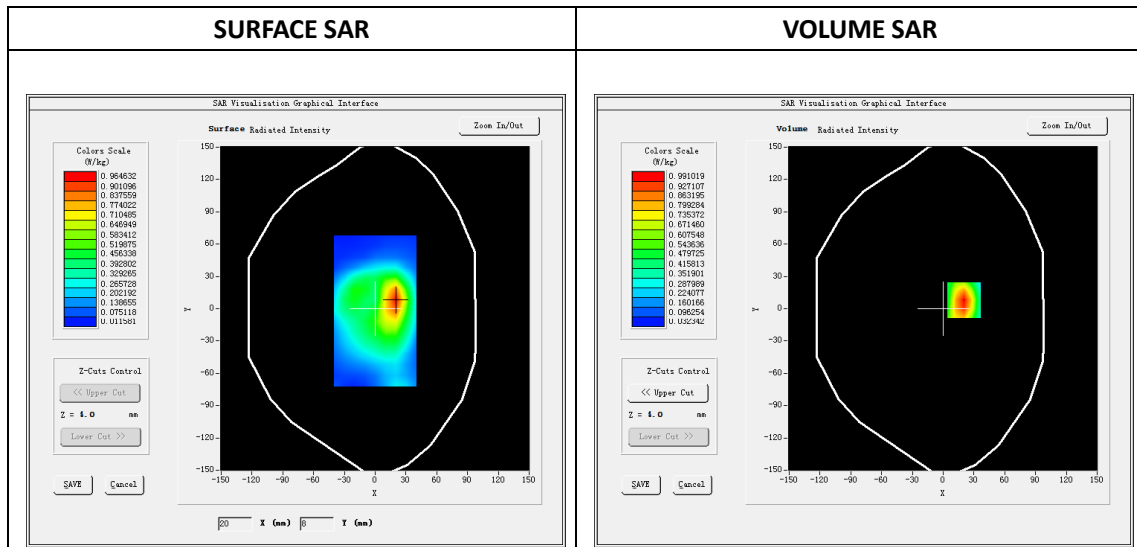 SURFACE SAR
VOLUME SAR
SAR Visualisation Graphical Interface
Surface Radiated Intensity
Zoom In/Out
Colors Scale
(W/kg)
0.964632
0.901096
0.837559
0.774022
0.710485
0.646949
0.583412
0.519875
0.456338
0.392802
0.329265
0.265728
0.202192
0.138655
0.075118
0.011581
150
120
90
60
30
0
-30
-60
-90
-120
-150
Y
-150 -120 -90 -60 -30 0 30 60 90 120 150
X
Z-Cuts Control
<< Upper Cut
Z = 4.0 mm
Lower Cut >>
SAVE Cancel
20 X (mm) 8 Y (mm)
SAR Visualisation Graphical Interface
Volume Radiated Intensity
Zoom In/Out
Colors Scale
(W/kg)
0.991019
0.927107
0.863195
0.799284
0.735372
0.671460
0.607548
0.543636
0.479725
0.415813
0.351901
0.287989
0.224077
0.160166
0.096254
0.032342
150
120
90
60
30
0
-30
-60
-90
-120
-150
Y
-150 -120 -90 -60 -30 0 30 60 90 120 150
X
Z-Cuts Control
<< Upper Cut
Z = 4.0 mm
Lower Cut >>
SAVE Cancel